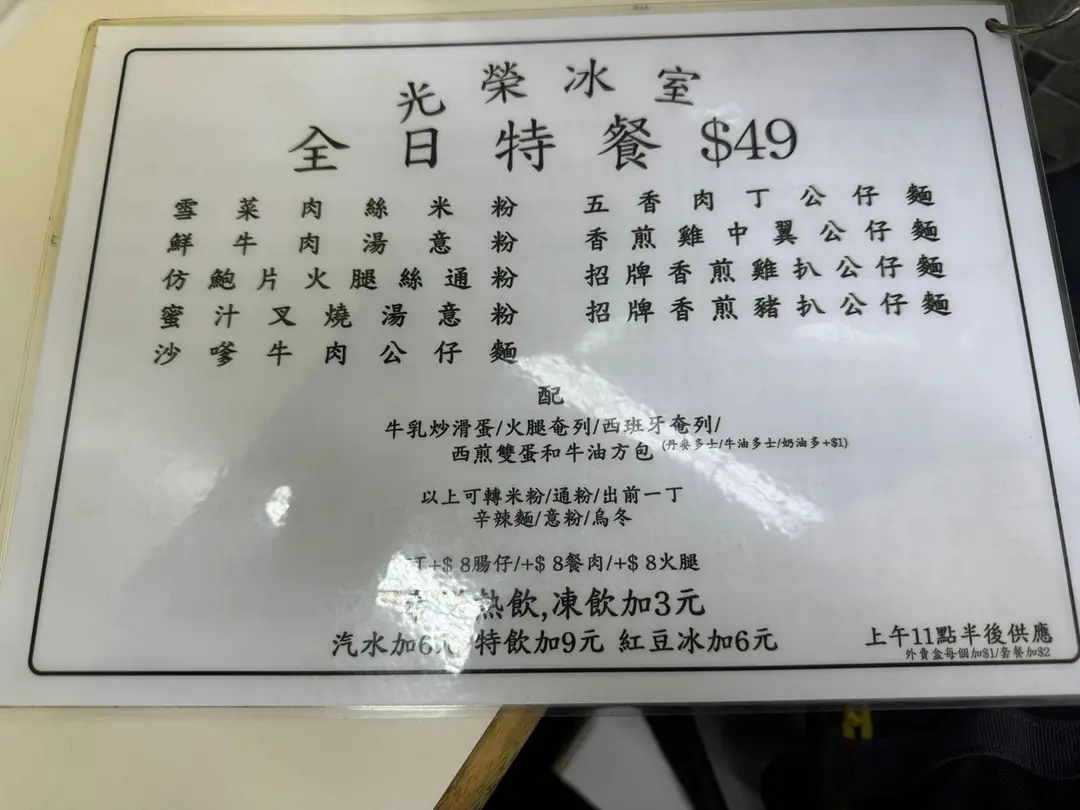 光榮冰室
全日特餐 $49
雪菜肉絲米粉
鮮牛肉湯意粉
仿鮑片火腿絲通粉
蜜汁叉燒湯意粉
沙嗲牛肉公仔麵
五香肉丁公仔麵
香煎雞中翼公仔麵
招牌香煎雞扒公仔麵
招牌香煎豬扒公仔麵
配
牛乳炒滑蛋/火腿奄列/西班牙奄列/
西煎雙蛋和牛油方包 (丹麥多士/牛油多士/奶油多+$1)
以上可轉米粉/通粉/出前一丁
辛辣麵/意粉/烏冬
+$ 8腸仔/+$ 8餐肉/+$ 8火腿
熱飲,凍飲加3元
汽水加6元 特飲加9元 紅豆冰加6元
上午11點半後供應
外賣盒每個加$1/套餐加$2